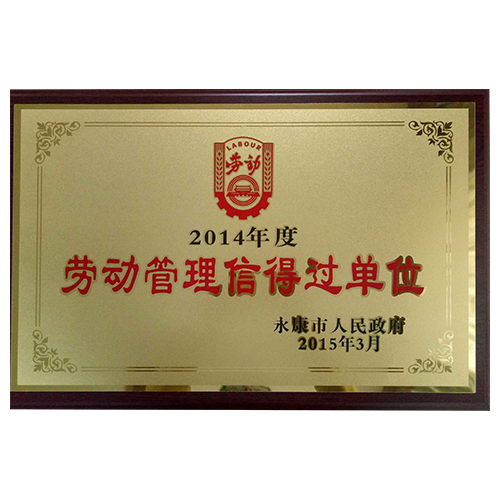 LABOUR
劳动
2014年度
劳动管理信得过单位
永康市人民政府
2015年3月